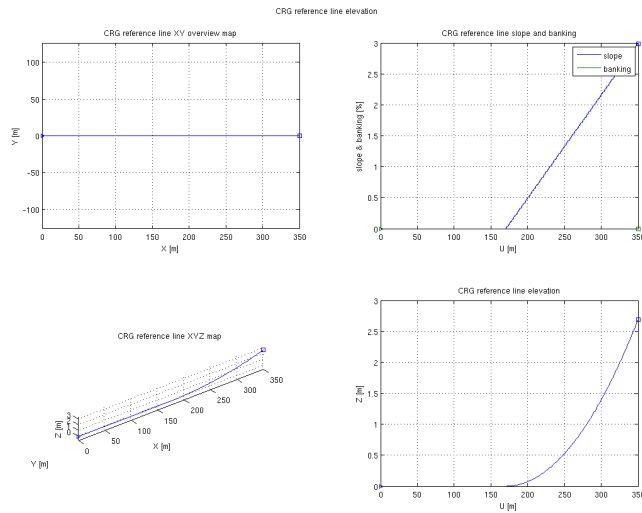 CRG reference line elevation
CRG reference line XY overview map
100
50
0
-50
-100
Y [m]
0 50 100 150 200 250 300 350
X [m]
CRG reference line slope and banking
3
2.5
2
1.5
1
0.5
0
slope & banking [%]
slope
banking
0 50 100 150 200 250 300 350
U [m]
CRG reference line XYZ map
Z [m]
0
0 50 100 150 200 250 300 350
X [m]
Y [m]
CRG reference line elevation
3
2.5
2
1.5
1
0.5
0
Z [m]
0 50 100 150 200 250 300 350
U [m]